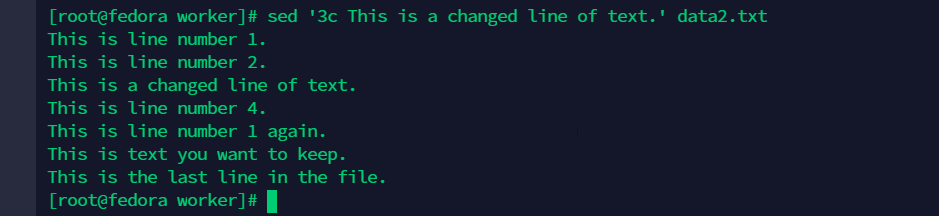 [root@fedora worker]# sed '3c This is a changed line of text.' data2.txt
This is line number 1.
This is line number 2.
This is a changed line of text.
This is line number 4.
This is line number 1 again.
This is text you want to keep.
This is the last line in the file.
[root@fedora worker]#